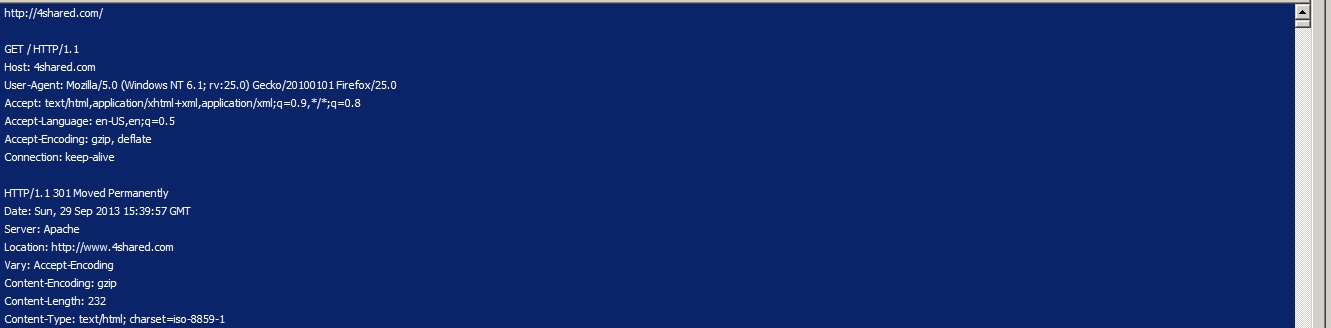 http://4shared.com/
GET / HTTP/1.1
Host: 4shared.com
User-Agent: Mozilla/5.0 (Windows NT 6.1; rv:25.0) Gecko/20100101 Firefox/25.0
Accept: text/html,application/xhtml+xml,application/xml;q=0.9,*/*;q=0.8
Accept-Language: en-US,en;q=0.5
Accept-Encoding: gzip, deflate
Connection: keep-alive
HTTP/1.1 301 Moved Permanently
Date: Sun, 29 Sep 2013 15:39:57 GMT
Server: Apache
Location: http://www.4shared.com
Vary: Accept-Encoding
Content-Encoding: gzip
Content-Length: 232
Content-Type: text/html; charset=iso-8859-1